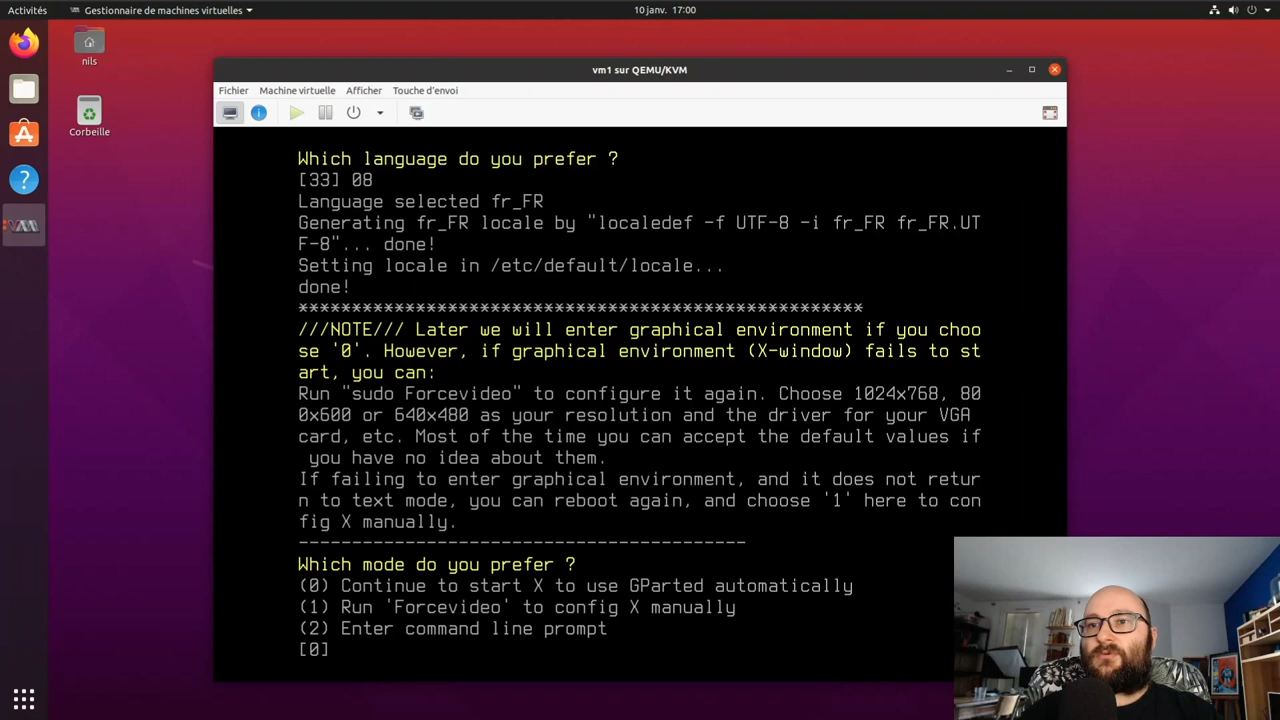 Activités
Gestionnaire de machines virtuelles
10 janv. 17:00
nils
Corbeille
vm1 sur QEMU/KVM
Fichier Machine virtuelle Afficher Touche d'envoi
Which language do you prefer ?
[33] 08
Language selected fr_FR
Generating fr_FR locale by "localedef -f UTF-8 -i fr_FR fr_FR.UT
F-8"... done!
Setting locale in /etc/default/locale...
done!
*****************************************************
///NOTE/// Later we will enter graphical environment if you choo
se '0'. However, if graphical environment (X-window) fails to st
art, you can:
Run "sudo Forcevideo" to configure it again. Choose 1024x768, 80
0x600 or 640x480 as your resolution and the driver for your VGA
card, etc. Most of the time you can accept the default values if
you have no idea about them.
If failing to enter graphical environment, and it does not retur
n to text mode, you can reboot again, and choose '1' here to con
fig X manually.
------------------------------------------
Which mode do you prefer ?
(0) Continue to start X to use GParted automatically
(1) Run 'Forcevideo' to config X manually
(2) Enter command line prompt
[0]